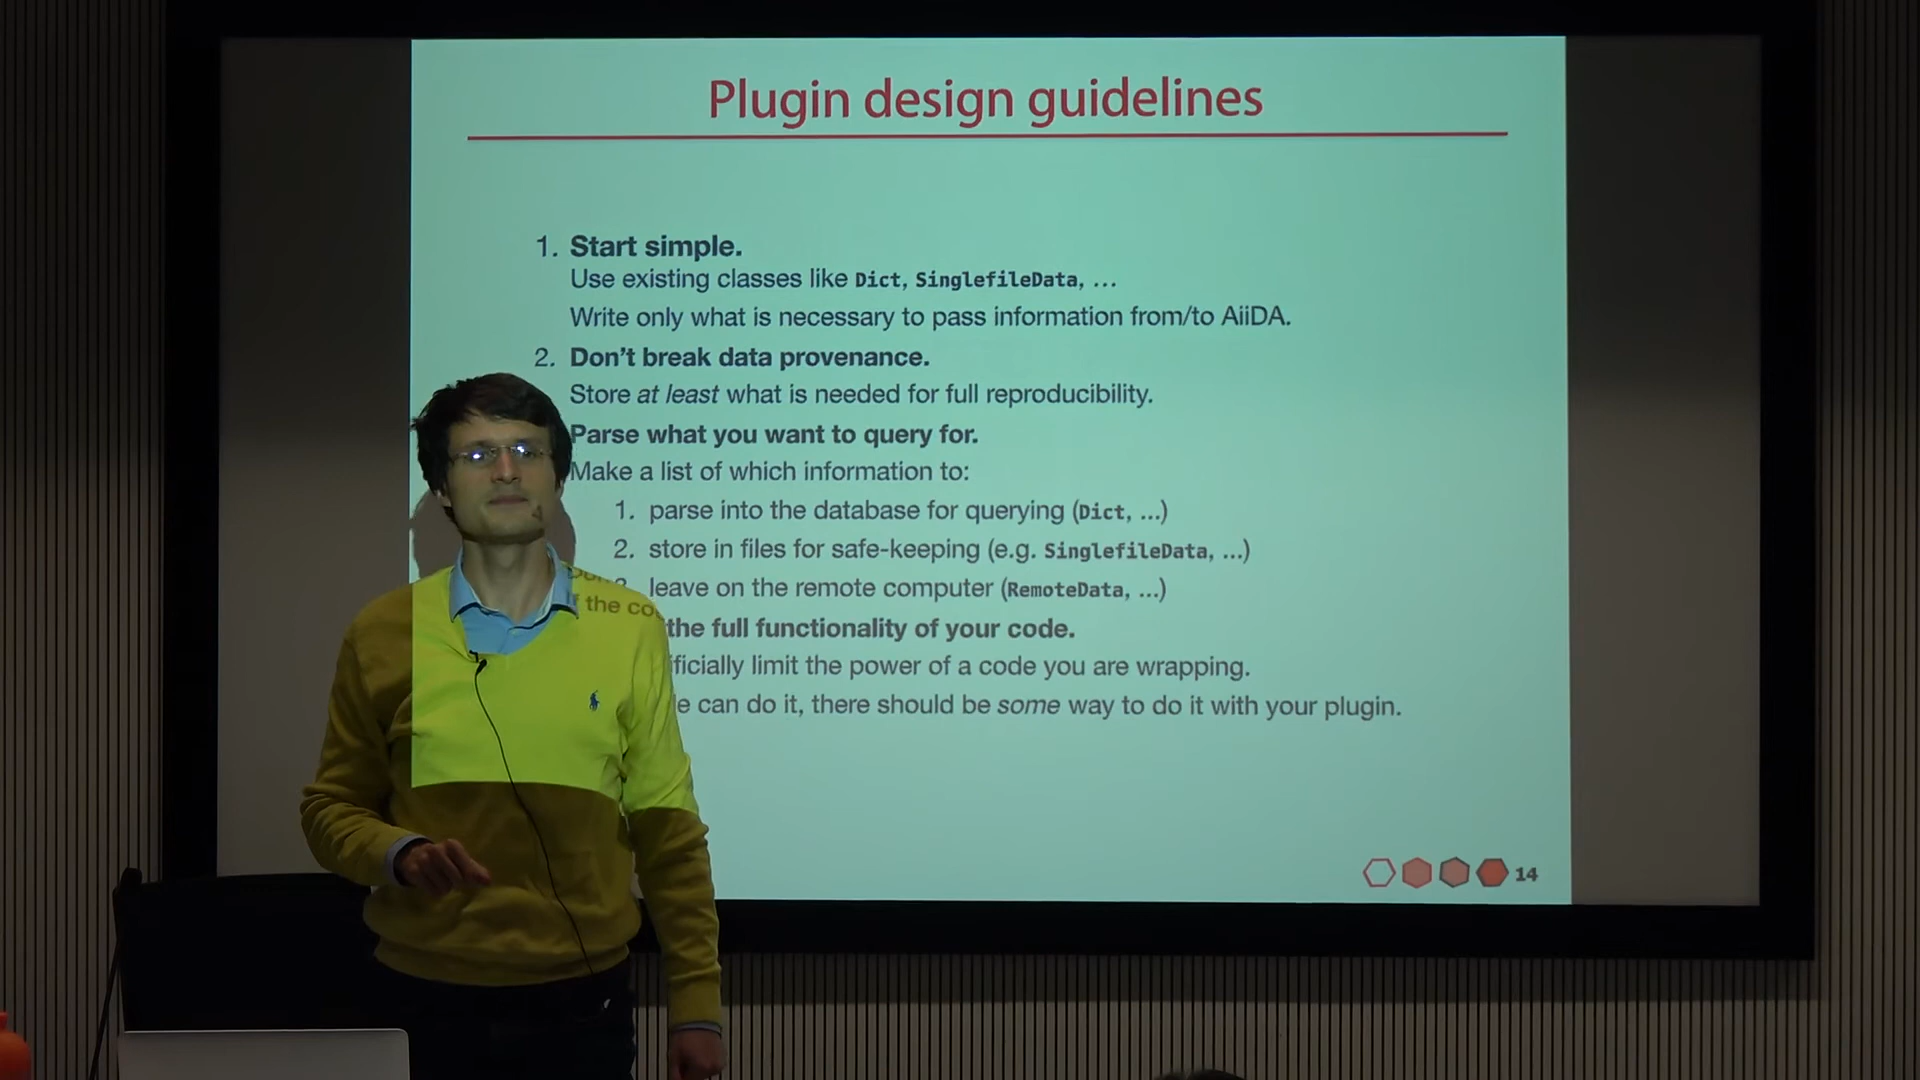 Plugin design guidelines
1. Start simple.
Use existing classes like Dict, SinglefileData, ...
Write only what is necessary to pass information from/to AiiDA.
2. Don't break data provenance.
Store at least what is needed for full reproducibility.
Parse what you want to query for.
Make a list of which information to:
1. parse into the database for querying (Dict, ...)
2. store in files for safe-keeping (e.g. SinglefileData, ...)
leave on the remote computer (RemoteData, ...)
the full functionality of your code.
limit the power of a code you are wrapping.
the can do it, there should be some way to do it with your plugin.
14